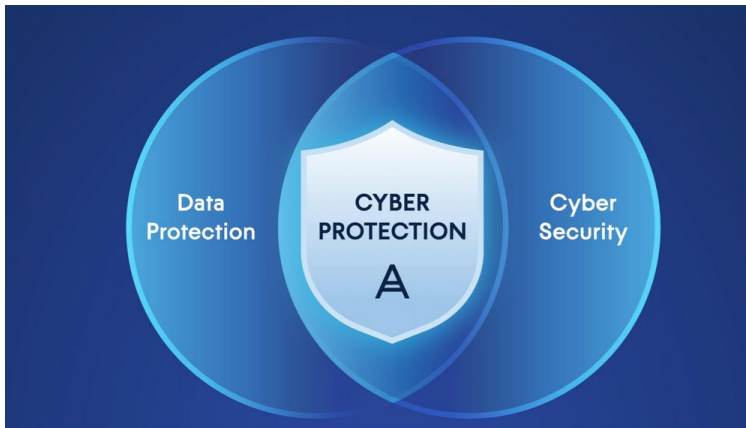 Data
Protection
CYBER
PROTECTION
A
Cyber
Security